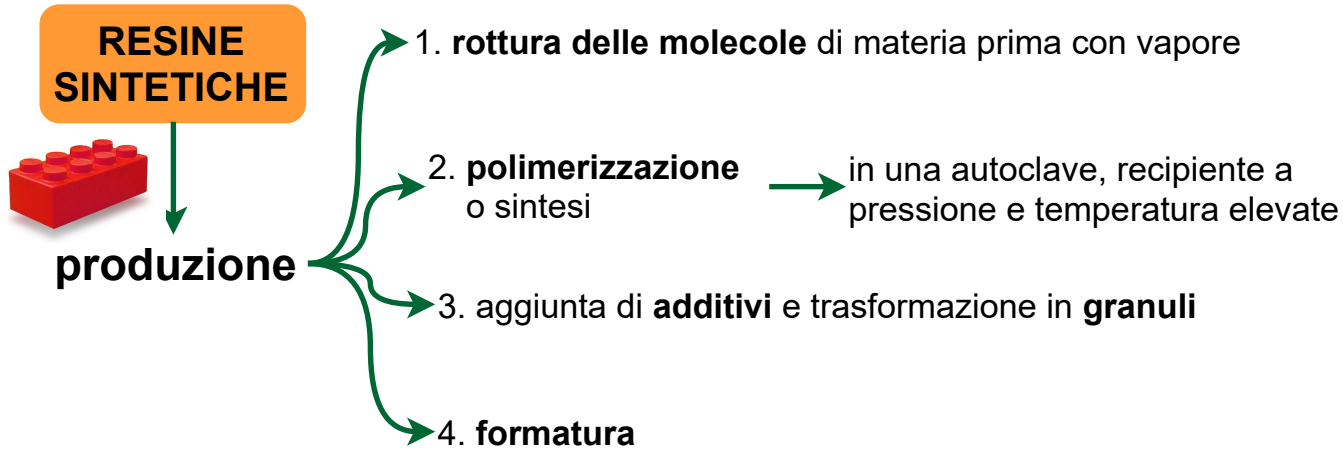 RESINE
SINTETICHE
produzione
1. rottura delle molecole di materia prima con vapore
2. polimerizzazione
o sintesi
in una autoclave, recipiente a
pressione e temperatura elevate
3. aggiunta di additivi e trasformazione in granuli
4. formatura